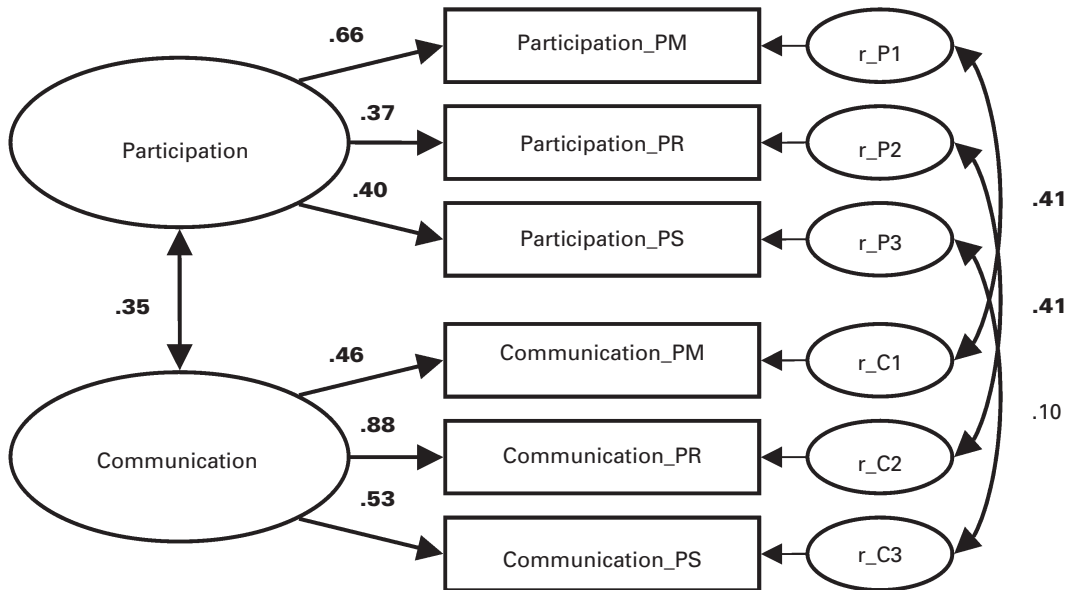 .66
Participation_PM
r_P1
.37
Participation
Participation_PR
r_P2
.40
.41
Participation_PS
r_P3
.35
.41
.46
Communication_PM
r_C1
.88
.10
Communication
Communication_PR
r_C2
.53
Communication_PS
r_C3